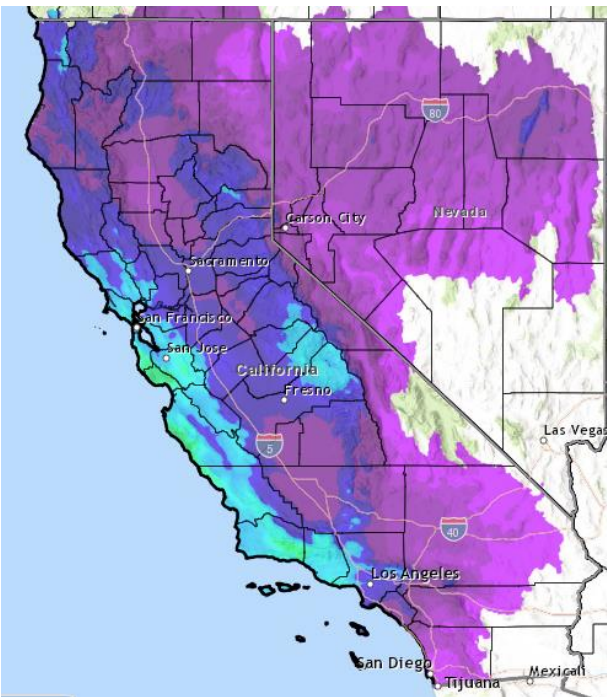 80
Carson City
Nevada
Sacramento
San Francisco
San Jose
California
Fresno
Las Vegas
5
40
Los Angeles
San Diego
Tijuana
Mexicali